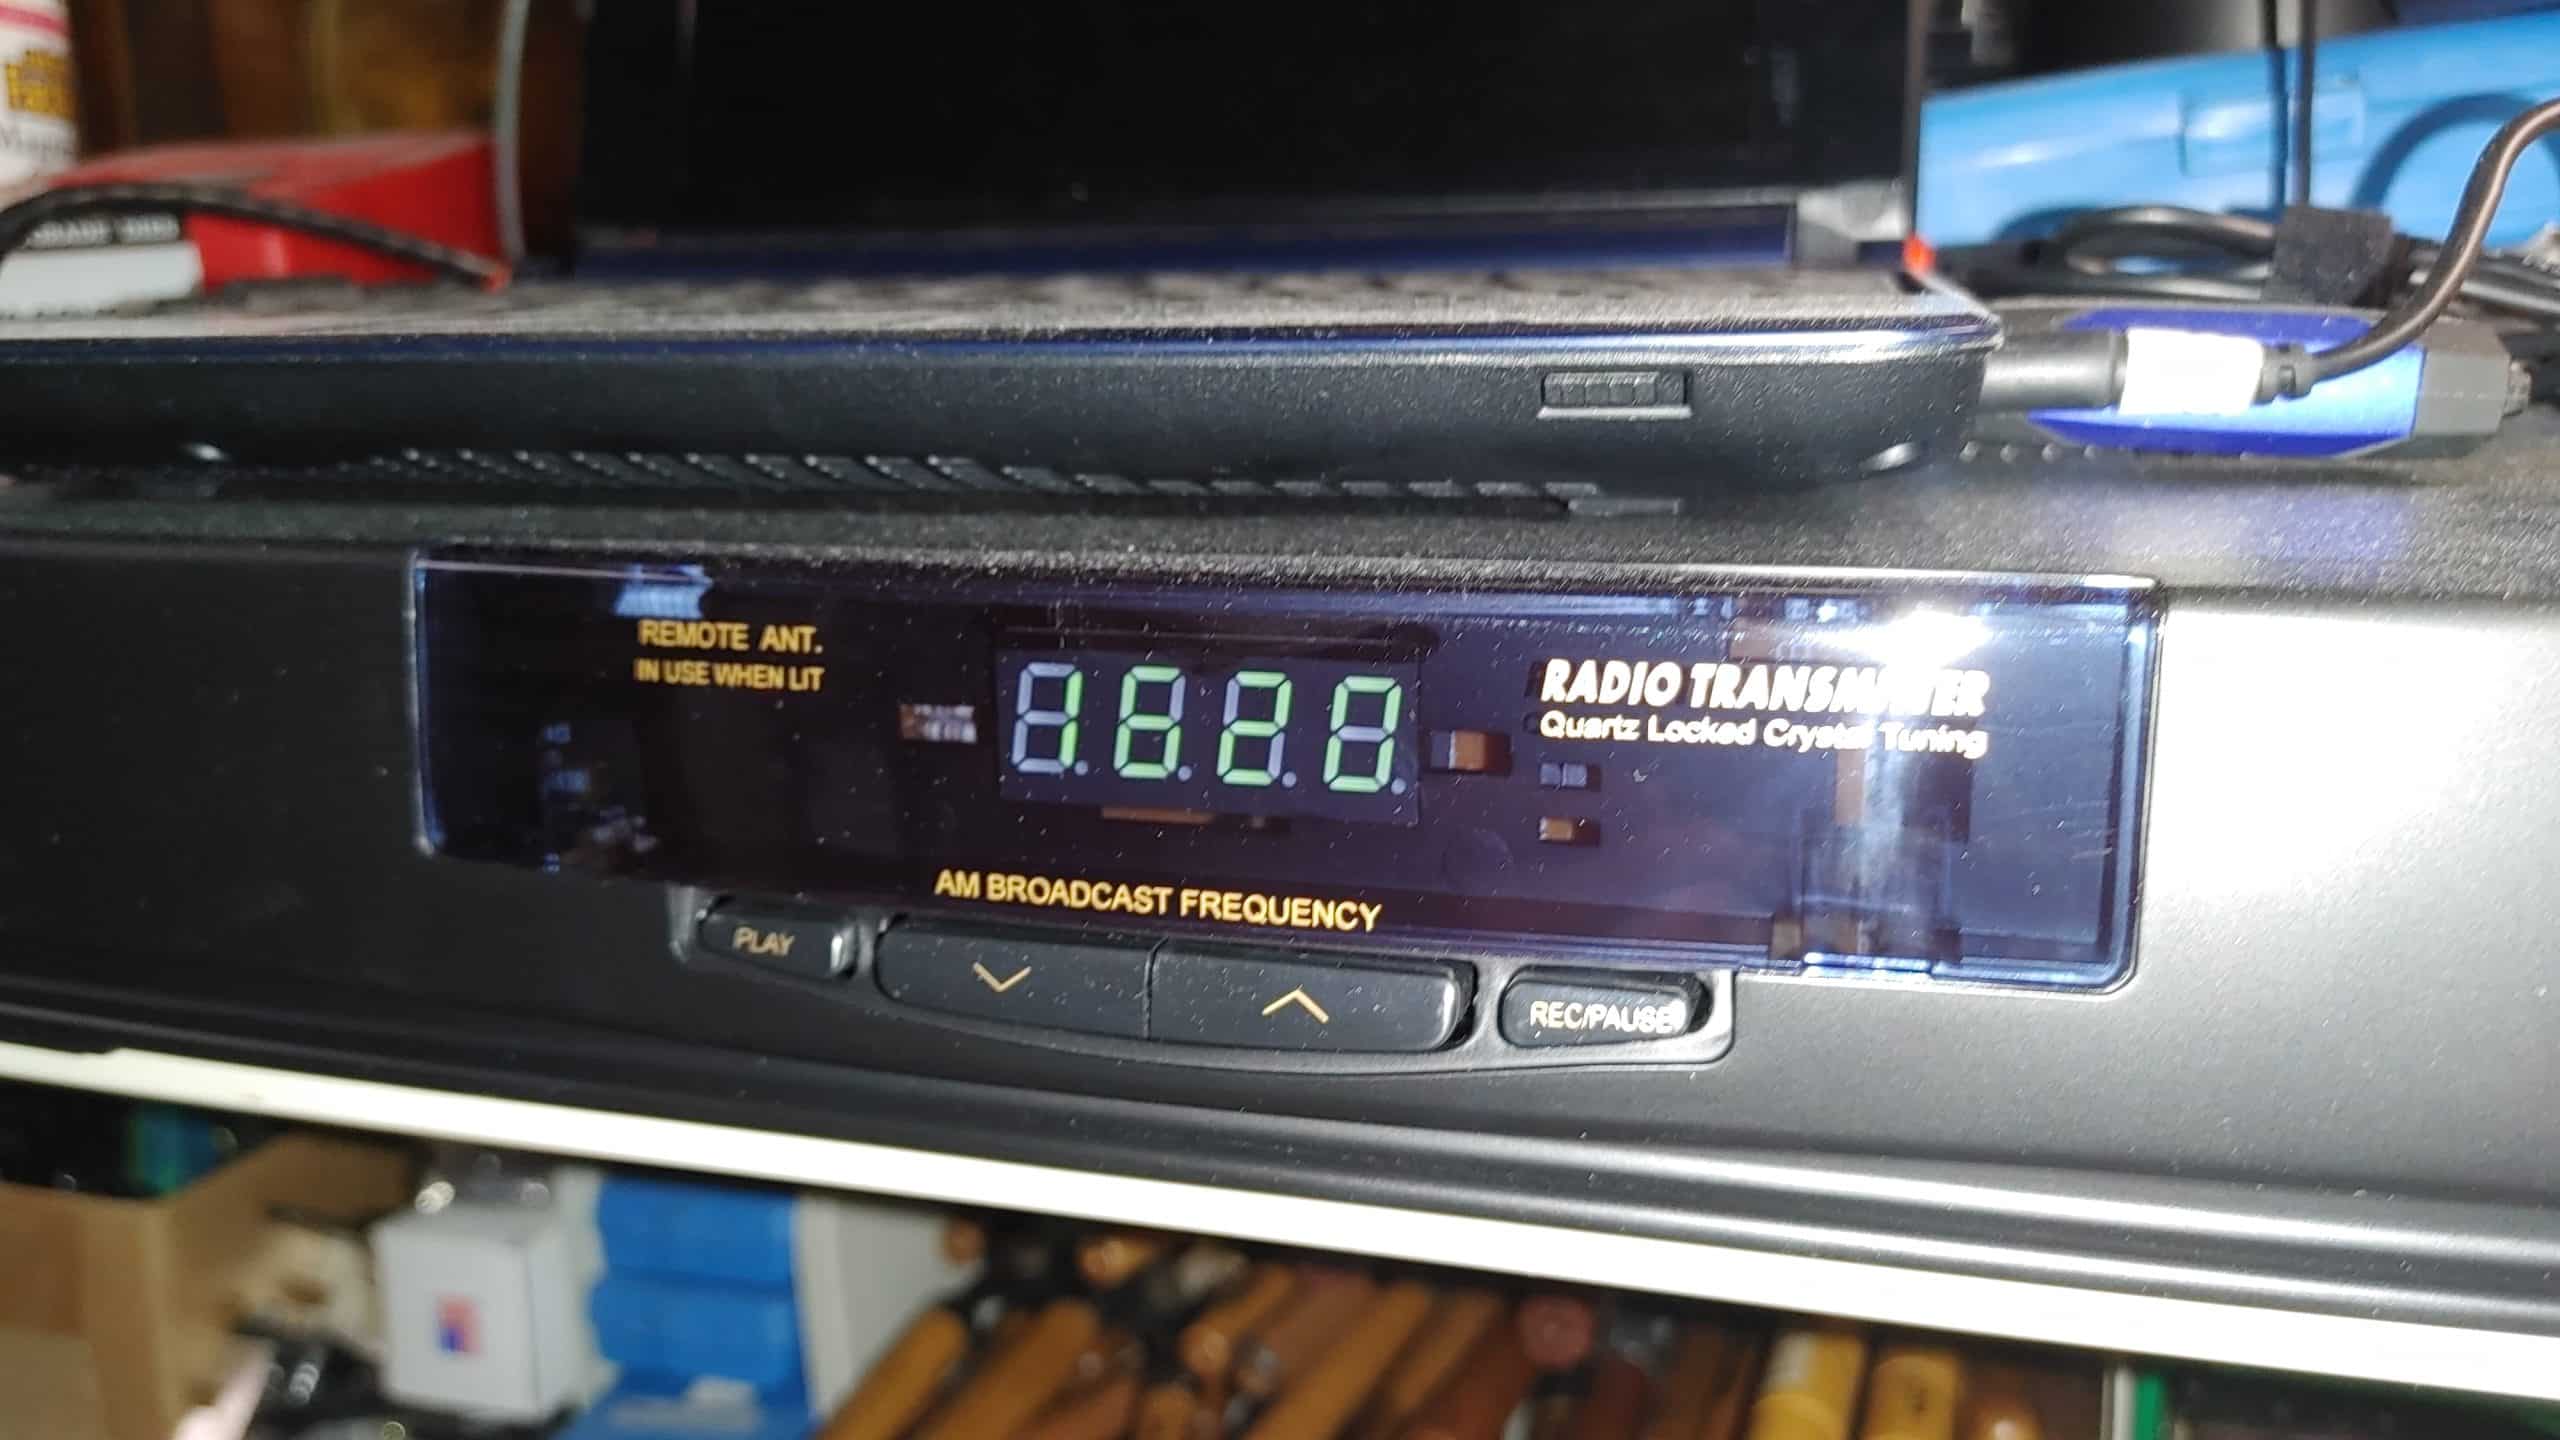 REMOTE ANT.
IN USE WHEN LIT
1620
RADIO TRANSMITTER
Quartz Locked Crystal Tuning
AM BROADCAST FREQUENCY
PLAY
REC/PAUSE